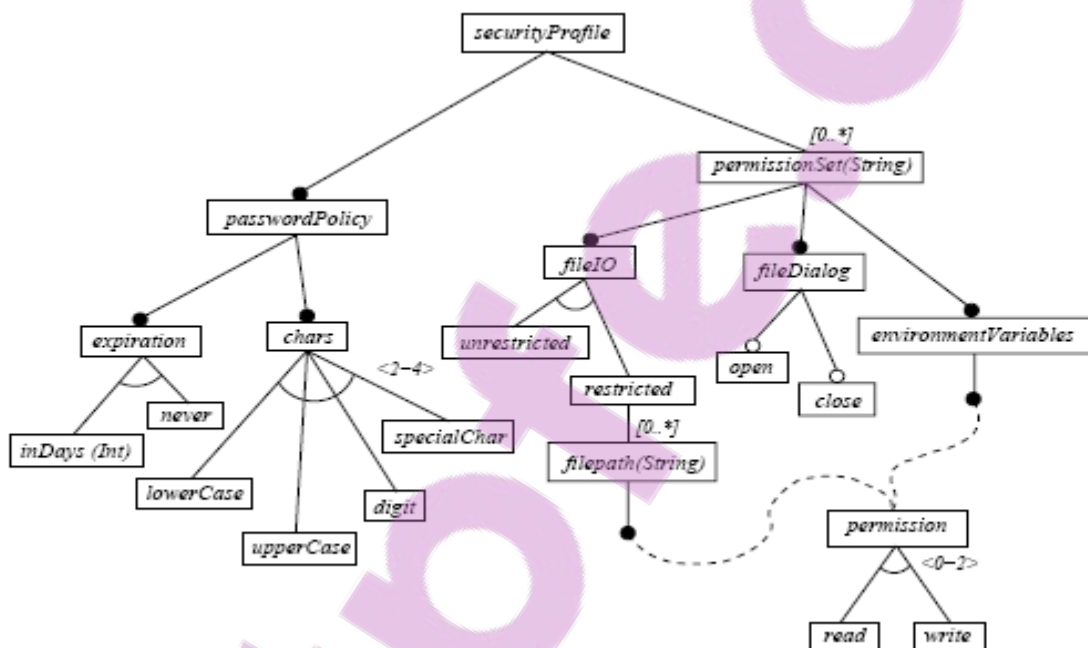 securityProfile
[0..*]
permissionSet(String)
passwordPolicy
fileIO
fileDialog
expiration
chars
unrestricted
environmentVariables
<2-4>
open
never
restricted
close
inDays (Int)
specialChar
[0..*]
filepath(String)
lowerCase
digit
permission
upperCase
<0-2>
read
write